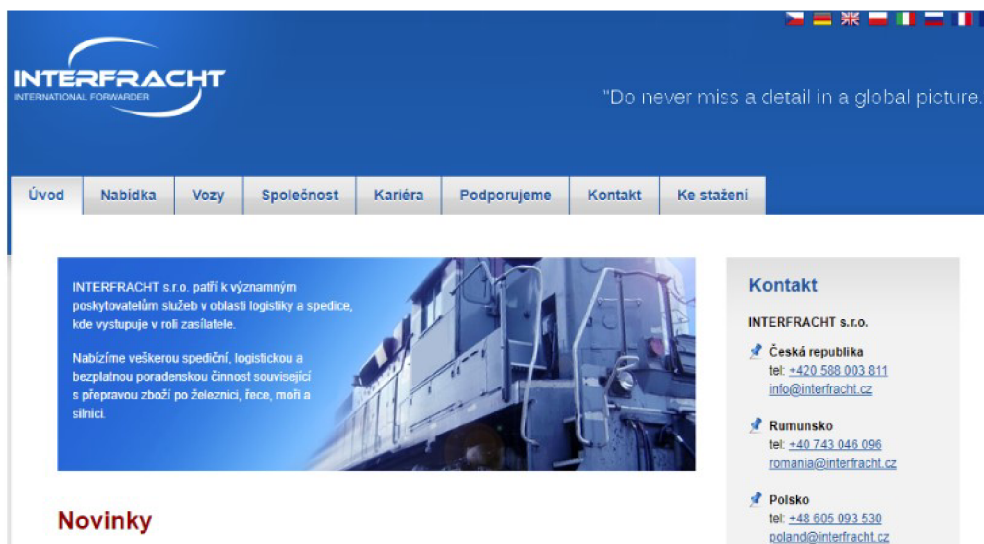 INTERFRACHT
INTERNATIONAL FORWARDER
"Do never miss a detail in a global picture."
Úvod
Nabídka
Vozy
Společnost
Kariéra
Podporujeme
Kontakt
Ke stažení
INTERFRACHT s.r.o. patří k významným
poskytovatelům služeb v oblasti logistiky a spedice,
kde vystupuje v roli zasílatele.
Nabízíme veškerou spediční, logistickou a
bezplatnou poradenskou činnost související
s přepravou zboží po železnici, řece, moři a
silnici.
Novinky
Kontakt
INTERFRACHT s.r.o.
Česká republika
tel: +420 588 003 811
info@interfracht.cz
Rumunsko
tel: +40 743 046 096
romania@interfracht.cz
Polsko
tel: +48 605 093 530
poland@interfracht.cz